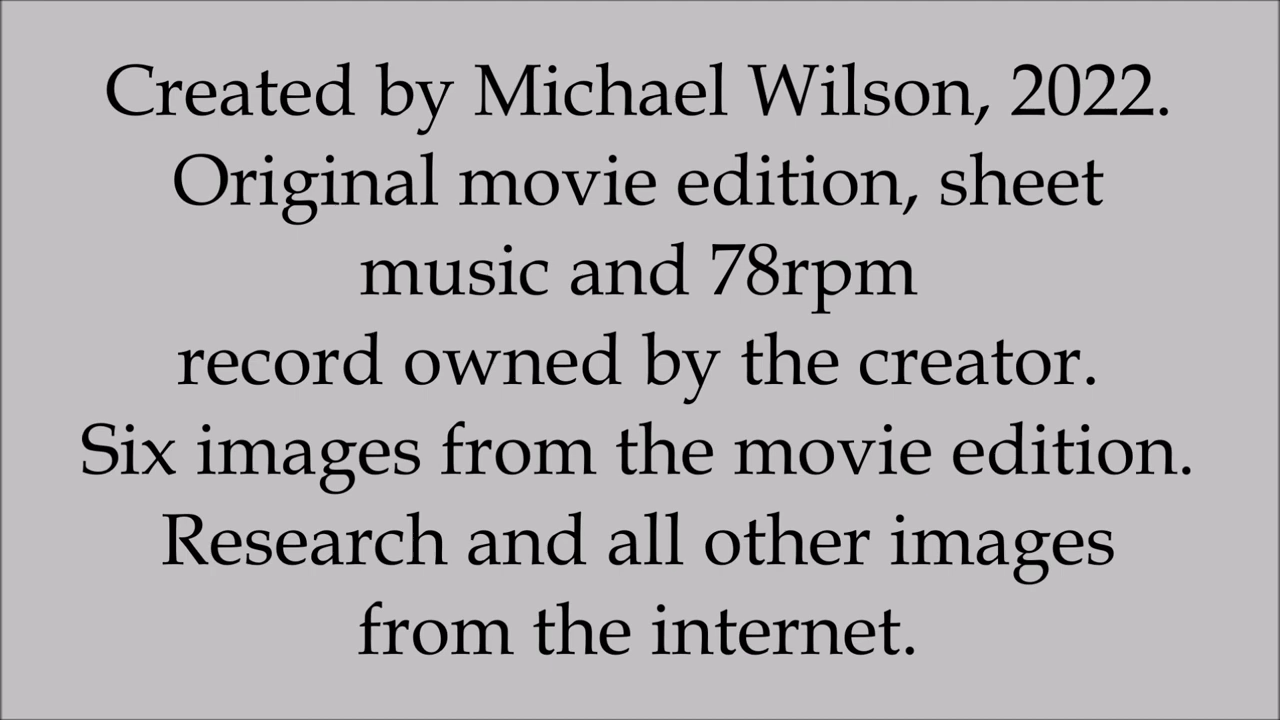 Created by Michael Wilson, 2022.
Original movie edition, sheet
music and 78rpm
record owned by the creator.
Six images from the movie edition.
Research and all other images
from the internet.